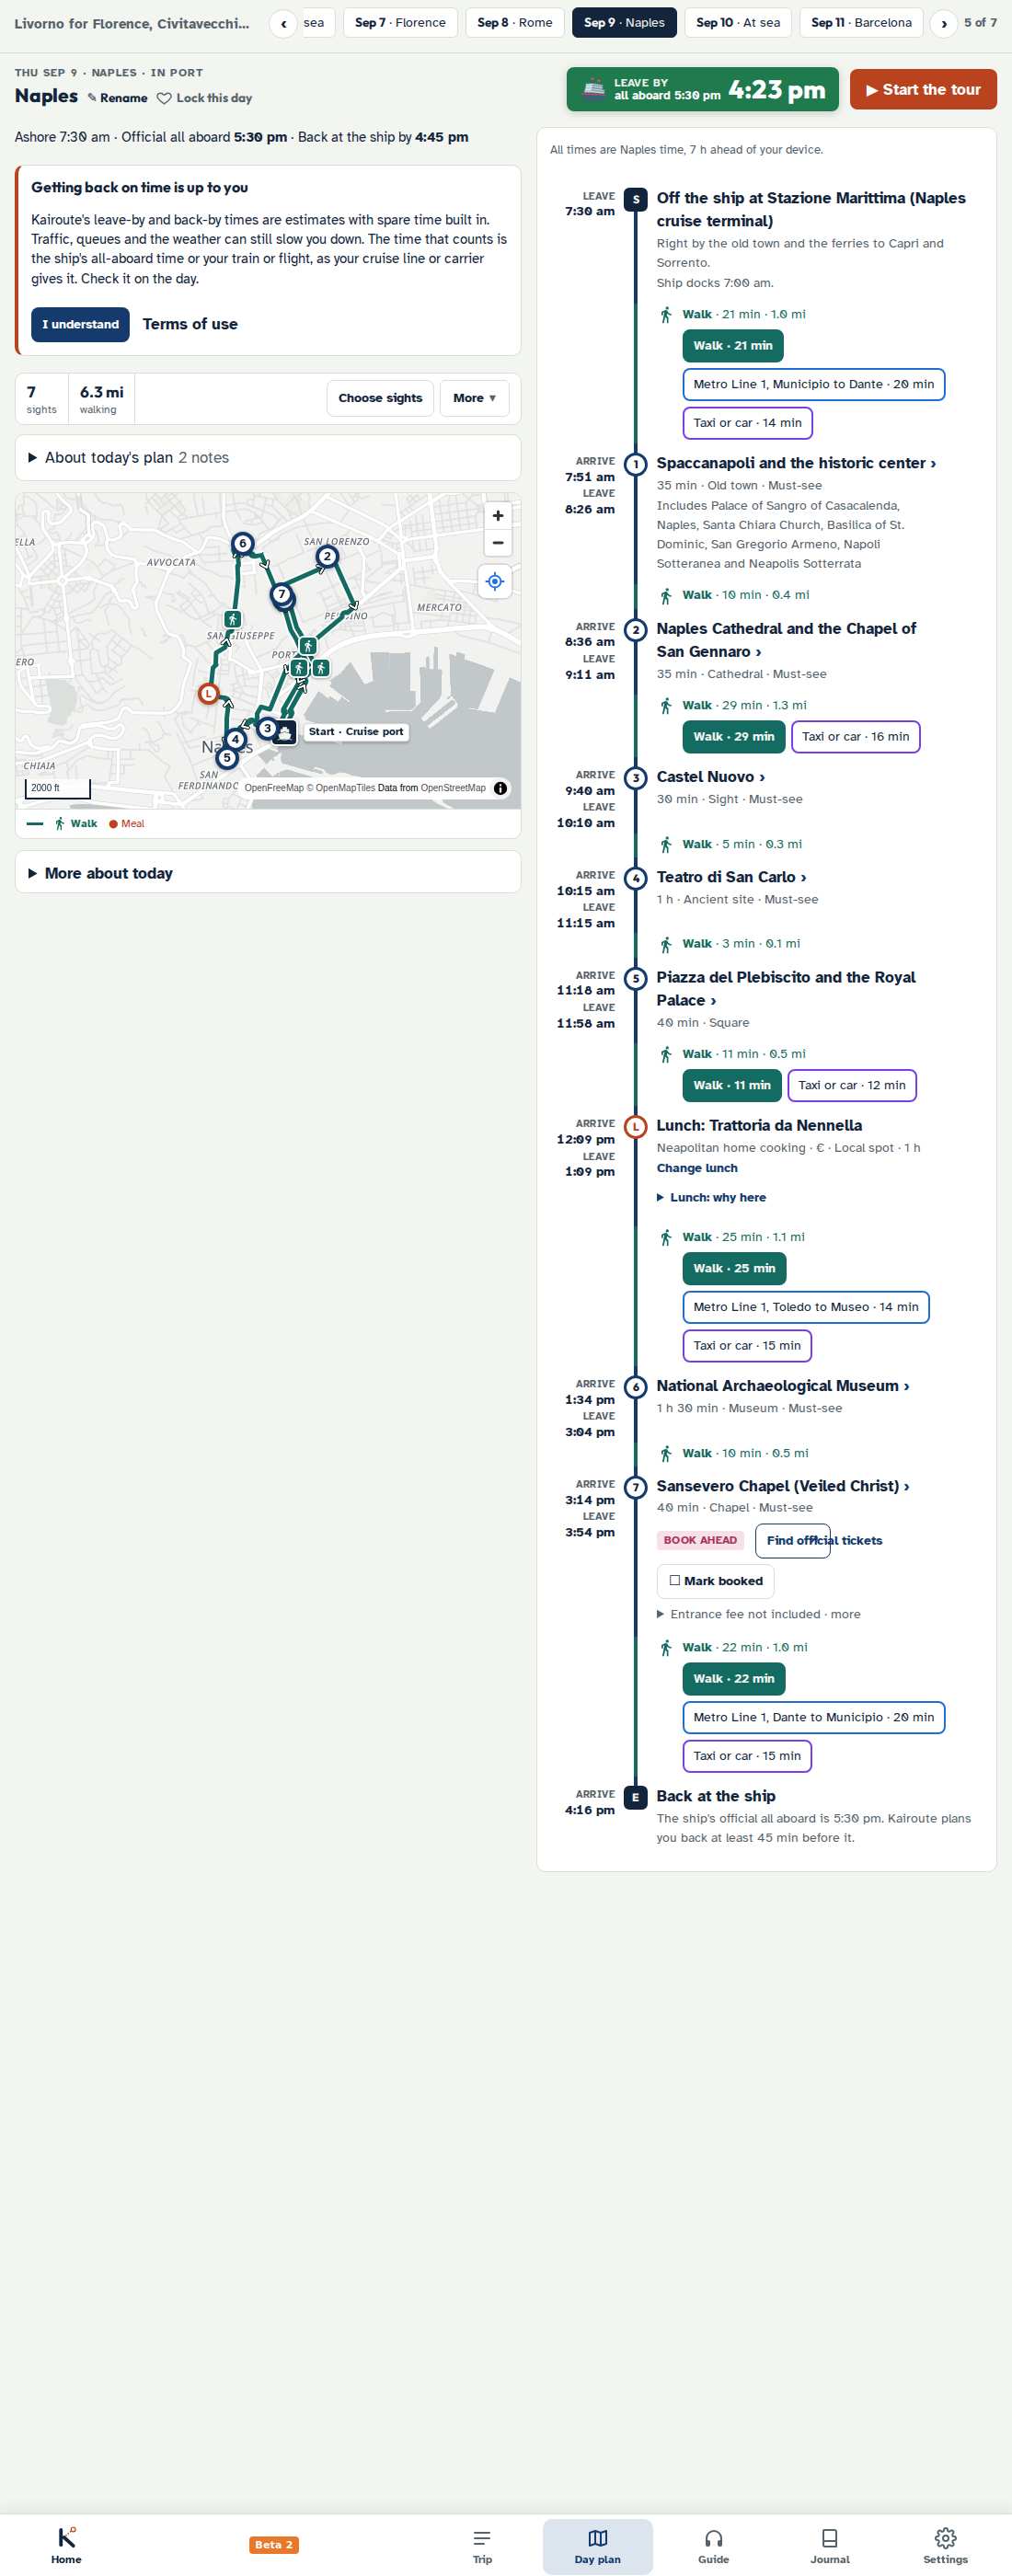 Livorno for Florence, Civitavecchi...
‹
sea
Sep 7 · Florence
Sep 8 · Rome
Sep 9 · Naples
Sep 10 · At sea
Sep 11 · Barcelona
›
5 of 7
THU SEP 9 · NAPLES · IN PORT
Naples ✎ Rename ♡ Lock this day
LEAVE BY
all aboard 5:30 pm
4:23 pm
▶ Start the tour
Ashore 7:30 am · Official all aboard 5:30 pm · Back at the ship by 4:45 pm
Getting back on time is up to you
Kairoute's leave-by and back-by times are estimates with spare time built in.
Traffic, queues and the weather can still slow you down. The time that counts is
the ship's all-aboard time or your train or flight, as your cruise line or carrier
gives it. Check it on the day.
I understand
Terms of use
7
sights
6.3 mi
walking
Choose sights
More ▼
▶ About today's plan 2 notes
ELLA
AVVOCATA
SAN LORENZO
6
2
7
MERCATO
SAN GIUSEPPE
PORT
ERO
L
3
Start · Cruise port
4
5
CHIAIA
SAN
FERDINANDO
2000 ft
OpenFreeMap © OpenMapTiles Data from OpenStreetMap
Walk
Meal
▶ More about today
All times are Naples time, 7 h ahead of your device.
LEAVE
7:30 am
S
Off the ship at Stazione Marittima (Naples
cruise terminal)
Right by the old town and the ferries to Capri and
Sorrento.
Ship docks 7:00 am.
Walk · 21 min · 1.0 mi
Walk · 21 min
Metro Line 1, Municipio to Dante · 20 min
Taxi or car · 14 min
ARRIVE
7:51 am
LEAVE
8:26 am
1
Spaccanapoli and the historic center ›
35 min · Old town · Must-see
Includes Palace of Sangro of Casacalenda,
Naples, Santa Chiara Church, Basilica of St.
Dominic, San Gregorio Armeno, Napoli
Sotteranea and Neapolis Sotterrata
Walk · 10 min · 0.4 mi
ARRIVE
8:36 am
LEAVE
9:11 am
2
Naples Cathedral and the Chapel of
San Gennaro ›
35 min · Cathedral · Must-see
Walk · 29 min · 1.3 mi
Walk · 29 min
Taxi or car · 16 min
ARRIVE
9:40 am
LEAVE
10:10 am
3
Castel Nuovo ›
30 min · Sight · Must-see
Walk · 5 min · 0.3 mi
ARRIVE
10:15 am
LEAVE
11:15 am
4
Teatro di San Carlo ›
1 h · Ancient site · Must-see
Walk · 3 min · 0.1 mi
ARRIVE
11:18 am
LEAVE
11:58 am
5
Piazza del Plebiscito and the Royal
Palace ›
40 min · Square
Walk · 11 min · 0.5 mi
Walk · 11 min
Taxi or car · 12 min
ARRIVE
12:09 pm
LEAVE
1:09 pm
L
Lunch: Trattoria da Nennella
Neapolitan home cooking · € · Local spot · 1 h
Change lunch
▶ Lunch: why here
Walk · 25 min · 1.1 mi
Walk · 25 min
Metro Line 1, Toledo to Museo · 14 min
Taxi or car · 15 min
ARRIVE
1:34 pm
LEAVE
3:04 pm
6
National Archaeological Museum ›
1 h 30 min · Museum · Must-see
Walk · 10 min · 0.5 mi
ARRIVE
3:14 pm
LEAVE
3:54 pm
7
Sansevero Chapel (Veiled Christ) ›
40 min · Chapel · Must-see
BOOK AHEAD
Find official tickets
☐ Mark booked
▶ Entrance fee not included · more
Walk · 22 min · 1.0 mi
Walk · 22 min
Metro Line 1, Dante to Municipio · 20 min
Taxi or car · 15 min
ARRIVE
4:16 pm
E
Back at the ship
The ship's official all aboard is 5:30 pm. Kairoute plans
you back at least 45 min before it.
Home
Beta 2
Trip
Day plan
Guide
Journal
Settings